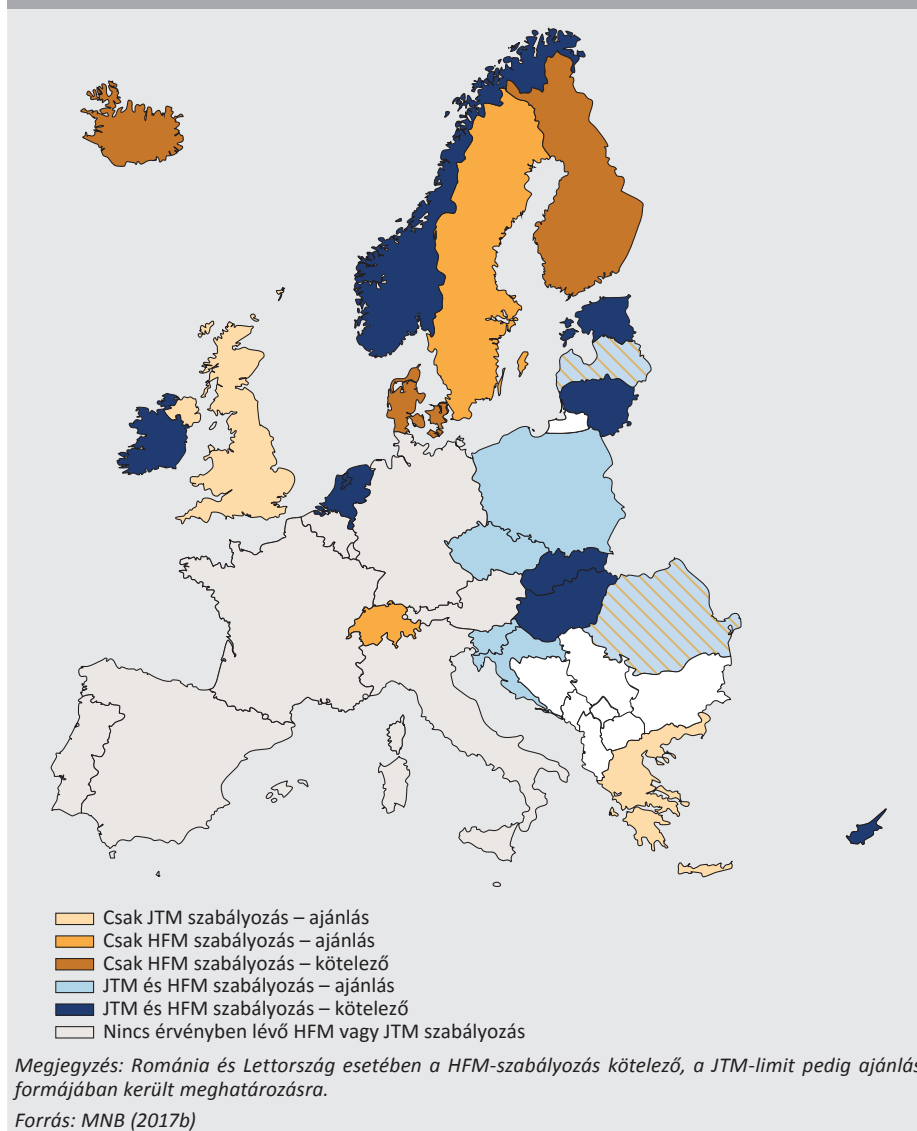 Csak JTM szabályozás – ajánlás
Csak HFM szabályozás – ajánlás
Csak HFM szabályozás – kötelező
JTM és HFM szabályozás – ajánlás
JTM és HFM szabályozás – kötelező
Nincs érvényben lévő HFM vagy JTM szabályozás
Megjegyzés: Románia és Lettország esetében a HFM-szabályozás kötelező, a JTM-limit pedig ajánlás
formájában került meghatározásra.
Forrás: MNB (2017b)